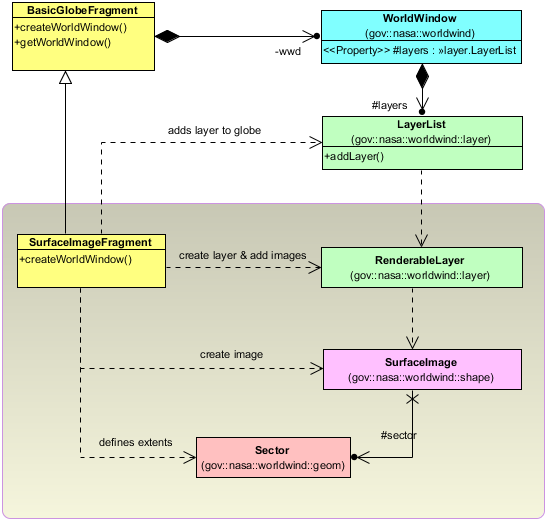 BasicGlobeFragment
+createWorldWindow()
+getWorldWindow()
-wwd
WorldWindow
(gov::nasa::worldwind)
<<Property>> #layers : »layer.LayerList
#layers
adds layer to globe
LayerList
(gov::nasa::worldwind::layer)
+addLayer()
SurfaceImageFragment
+createWorldWindow()
create layer & add images
RenderableLayer
(gov::nasa::worldwind::layer)
create image
SurfaceImage
(gov::nasa::worldwind::shape)
#sector
defines extents
Sector
(gov::nasa::worldwind::geom)